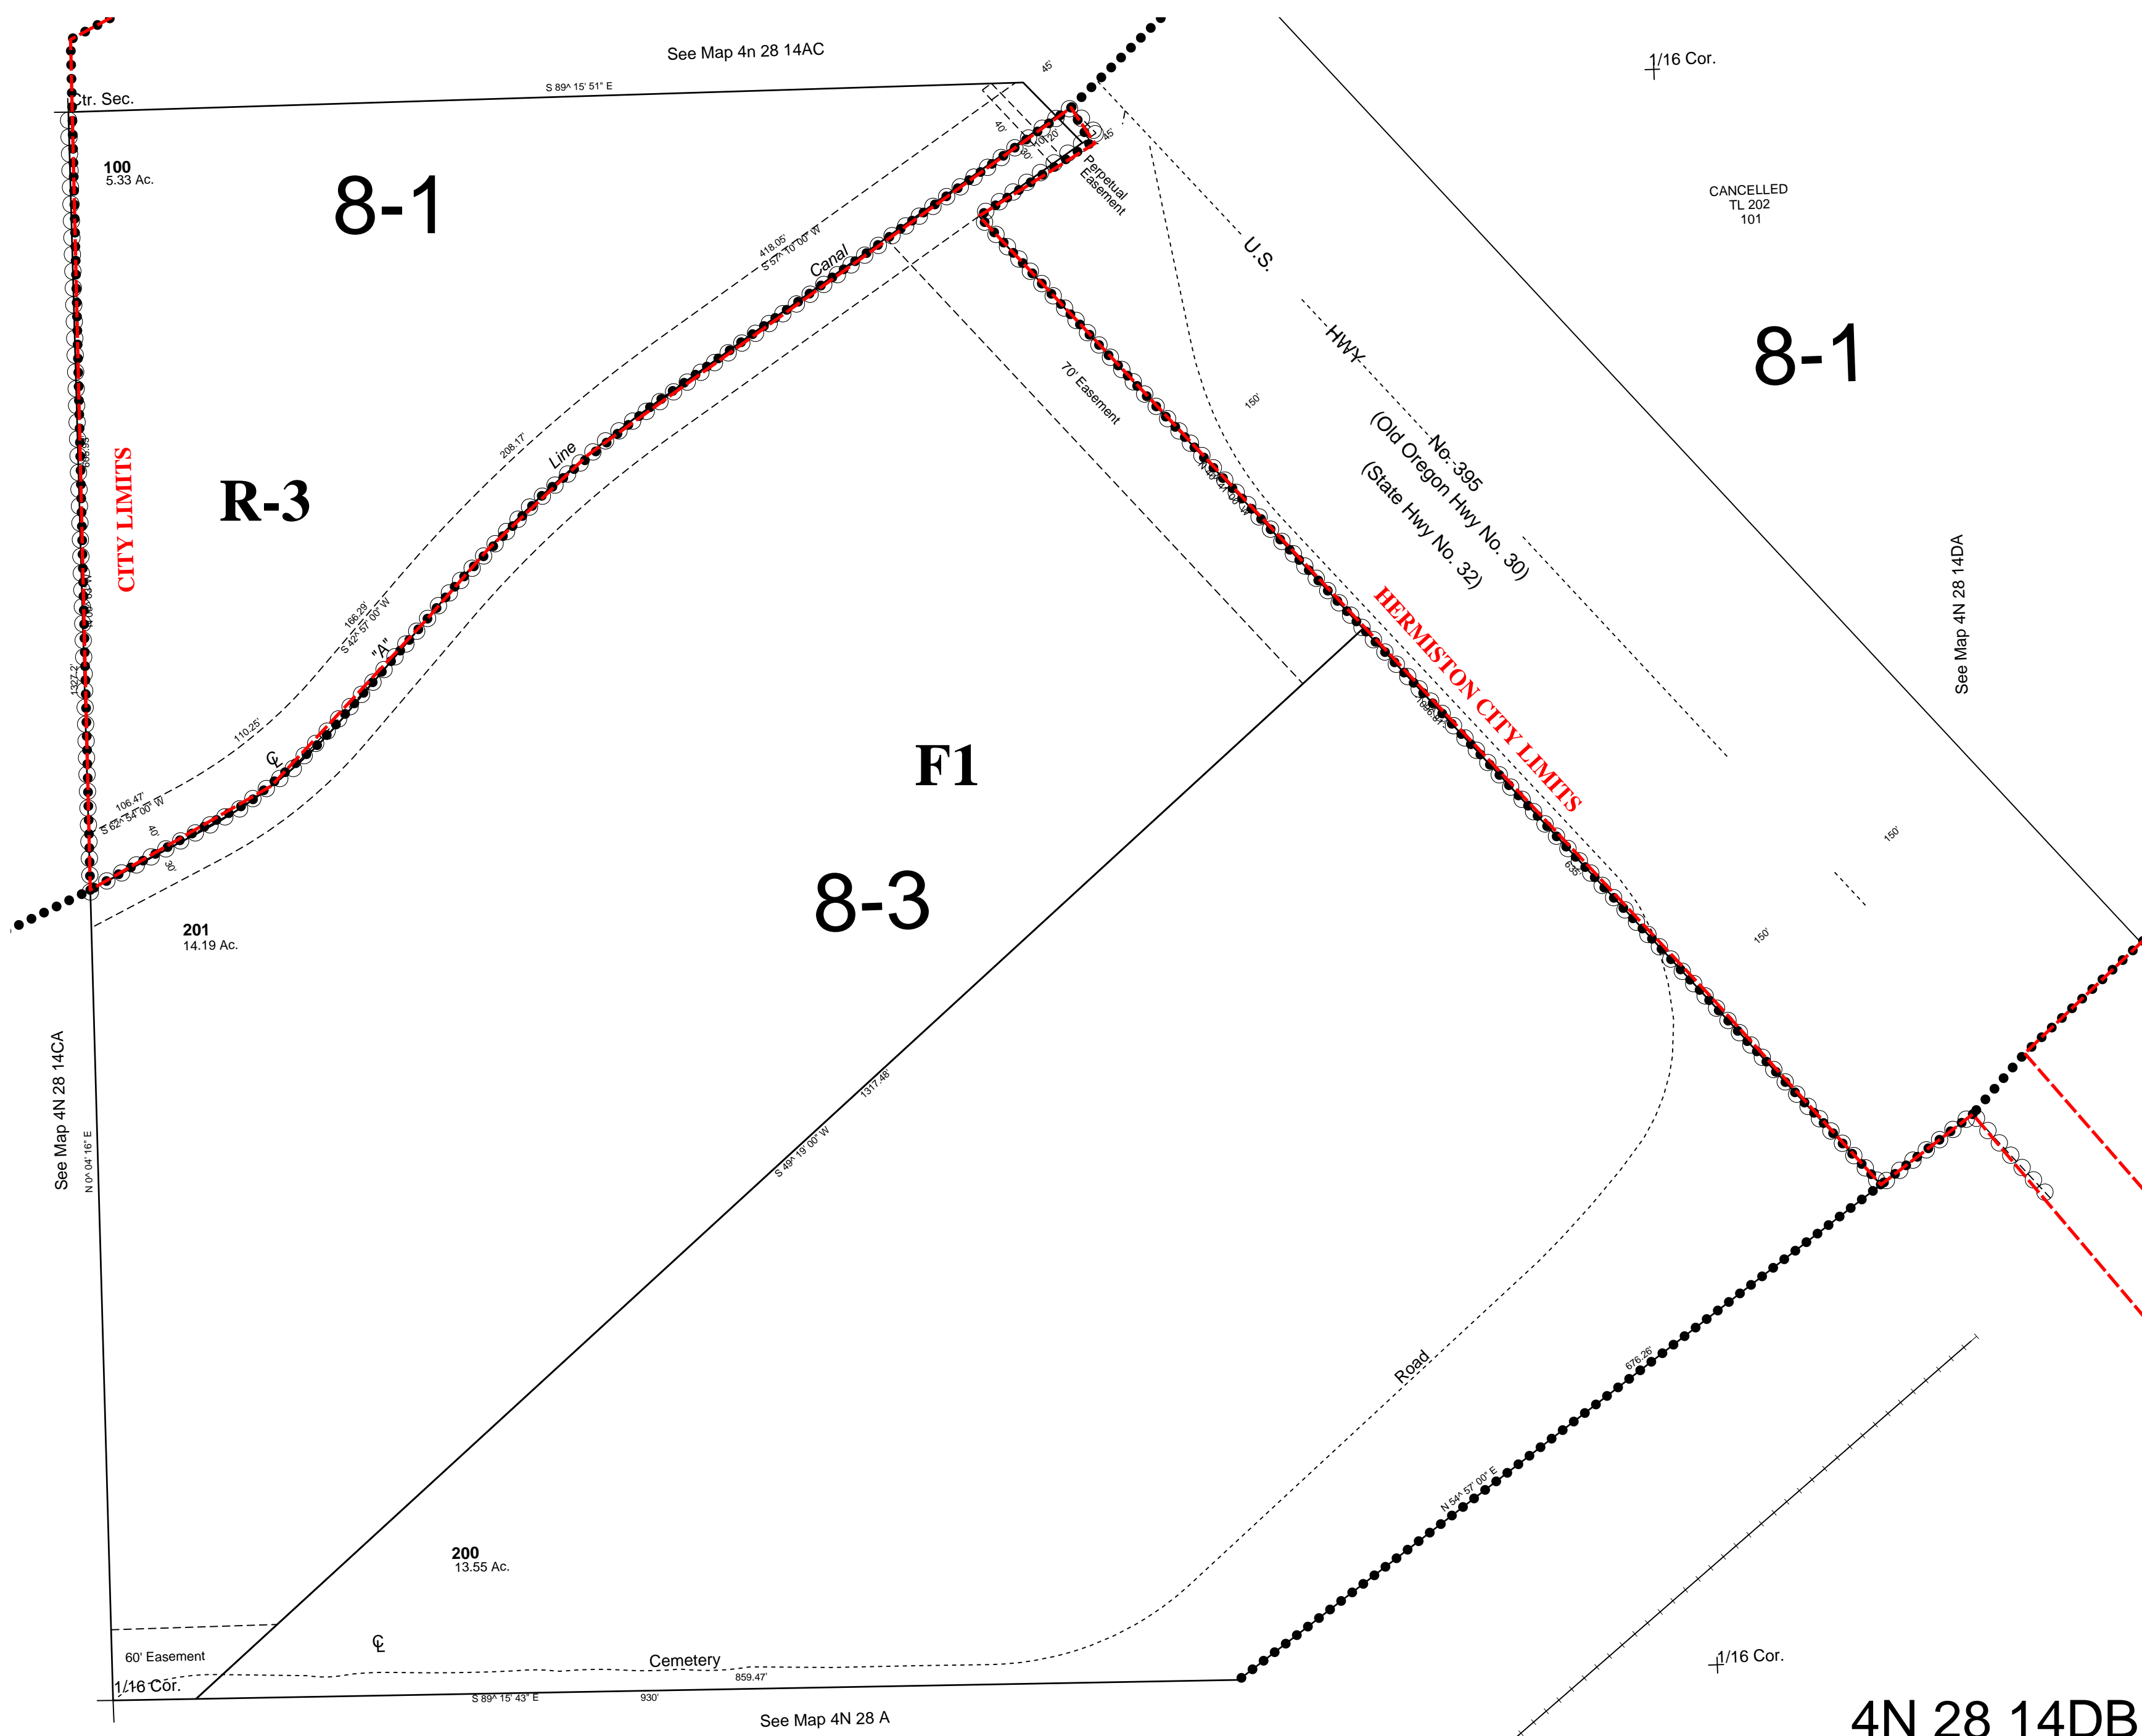 See Map 4n 28 14AC
45'
1/16 Cor.
Ctr. Sec.
S 89^ 15' 51" E
100
5.33 Ac.
8-1
40'
10'
20'
30'
45'
Perpetual
Easement
CANCELLED
TL 202
101
418.05'
S 57^ 10' 00" W
Canal
U.S.
HWY
No. 395
(Old Oregon Hwy No. 30)
(State Hwy No. 32)
8-1
70' Easement
150'
208.17'
Line
CITY LIMITS
R-3
See Map 4N 28 14DA
HERMISTON CITY LIMITS
166.29'
S 42^ 57' 00" W
"A"
1327.2'
110.25'
F1
106.47'
S 62^ 54' 00" W
40'
30'
635'
150'
150'
8-3
201
14.19 Ac.
See Map 4N 28 14CA
N 0^ 04' 16" E
1317.48'
S 49^ 19' 00" W
Road
676.26'
N 54^ 57' 00" E
200
13.55 Ac.
60' Easement
1/16 Cor.
Cemetery
859.47'
S 89^ 15' 43" E
930'
See Map 4N 28 A
1/16 Cor.
4N 28 14DB